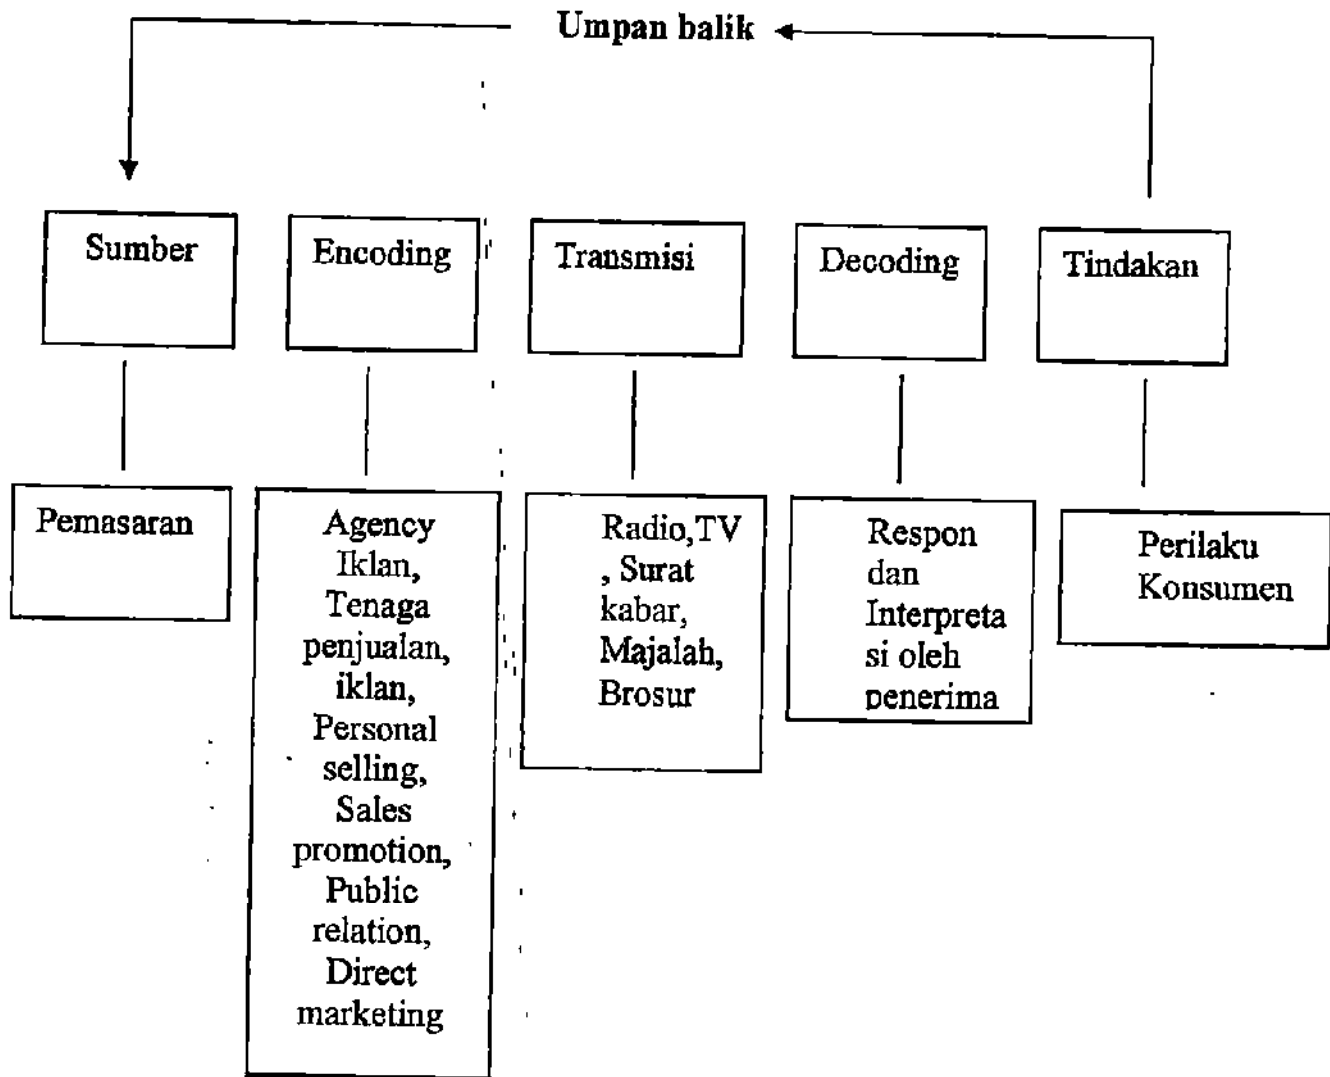 Umpan balik
Sumber
Encoding
Transmisi
Decoding
Tindakan
Pemasaran
Agency
Iklan,
Tenaga
penjualan,
iklan,
Personal
selling,
Sales
promotion,
Public
relation,
Direct
marketing
Radio,TV
, Surat
kabar,
Majalah,
Brosur
Respon
dan
Interpreta
si oleh
penerima
Perilaku
Konsumen